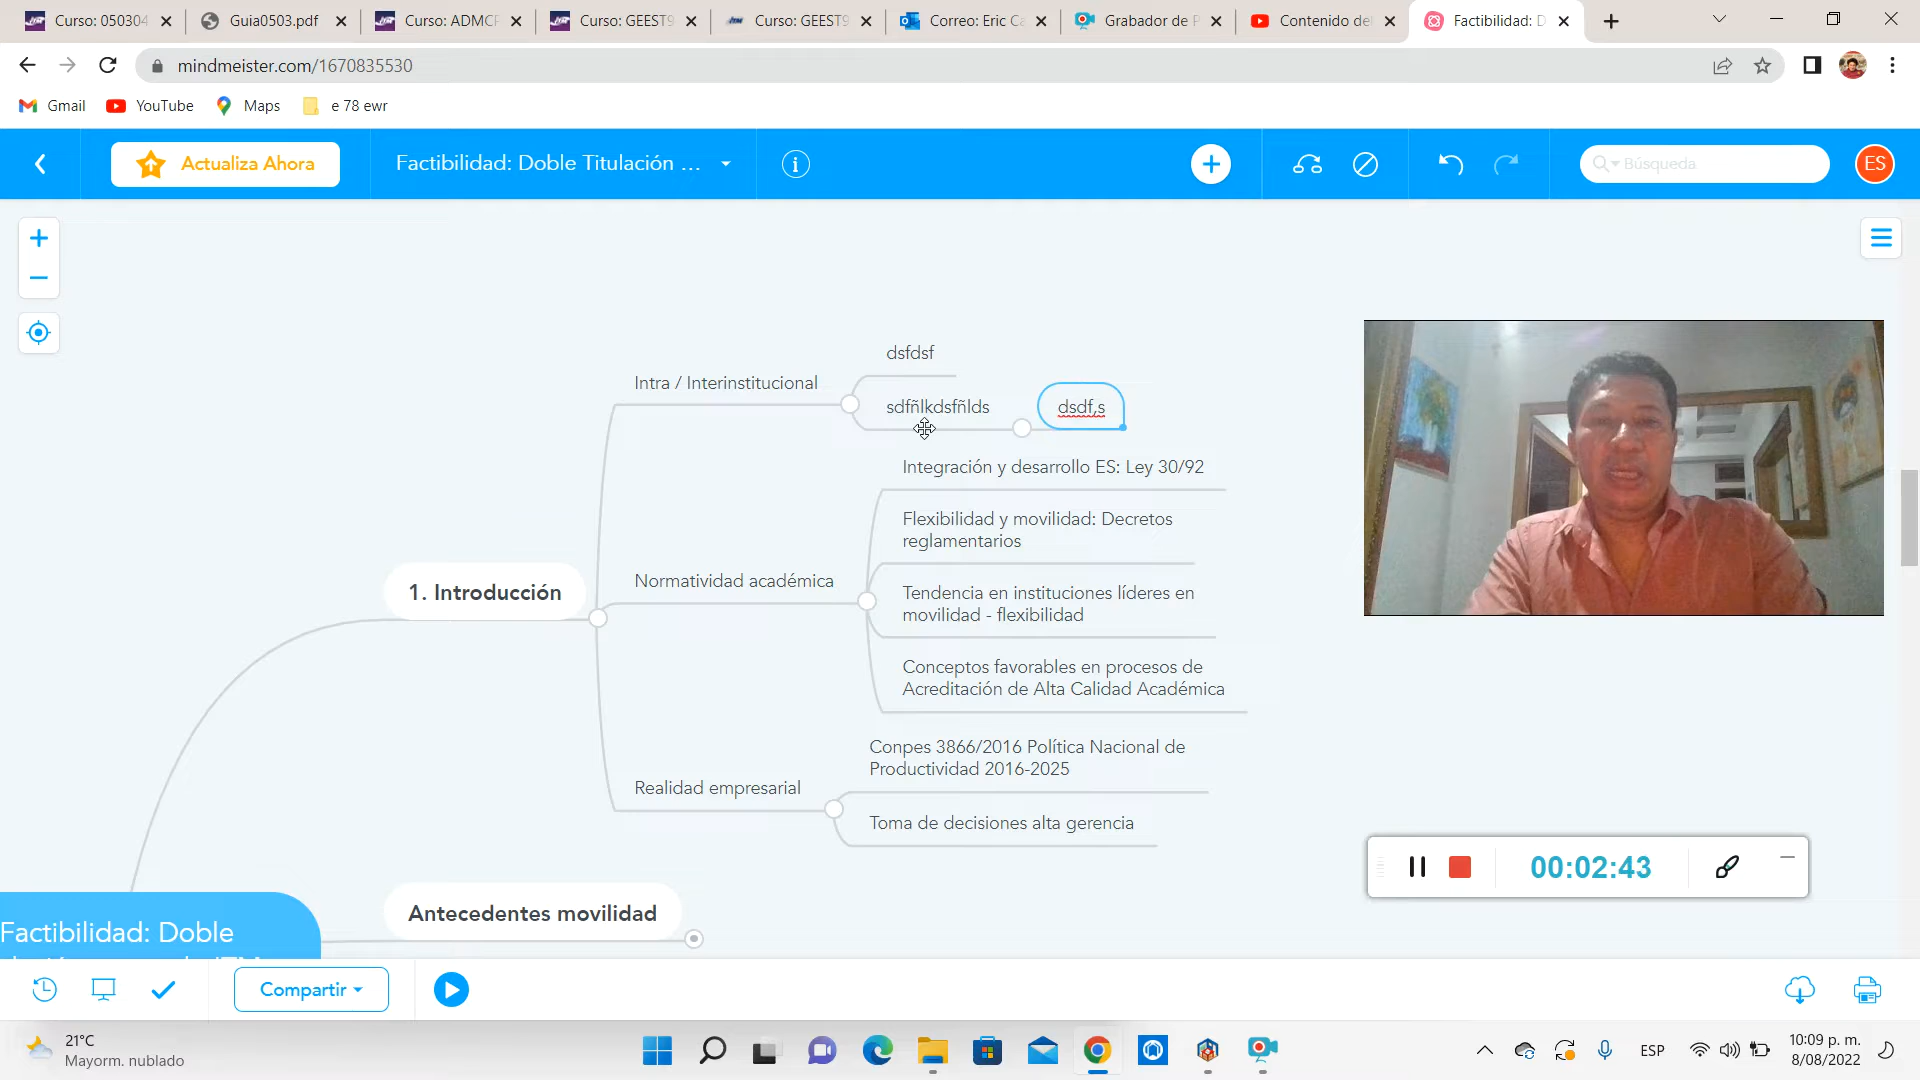 Curso: 050304
Guia0503.pdf
Curso: ADMCF
Curso: GEEST9
Curso: GEEST9
Correo: Eric Ca
Grabador de P
Contenido de
Factibilidad: D
mindmeister.com/1670835530
Gmail
YouTube
Maps
e 78 ewr
Actualiza Ahora
Factibilidad: Doble Titulación ...
Búsqueda
ES
dsfdsf
Intra / Interinstitucional
sdfñlkdsfñlds
dsdf,s
Integración y desarrollo ES: Ley 30/92
Flexibilidad y movilidad: Decretos
reglamentarios
Normatividad académica
1. Introducción
Tendencia en instituciones líderes en
movilidad - flexibilidad
Conceptos favorables en procesos de
Acreditación de Alta Calidad Académica
Conpes 3866/2016 Política Nacional de
Productividad 2016-2025
Realidad empresarial
Toma de decisiones alta gerencia
00:02:43
Antecedentes movilidad
Factibilidad: Doble
Compartir
21°C
Mayorm. nublado
ESP
10:09 p. m.
8/08/2022